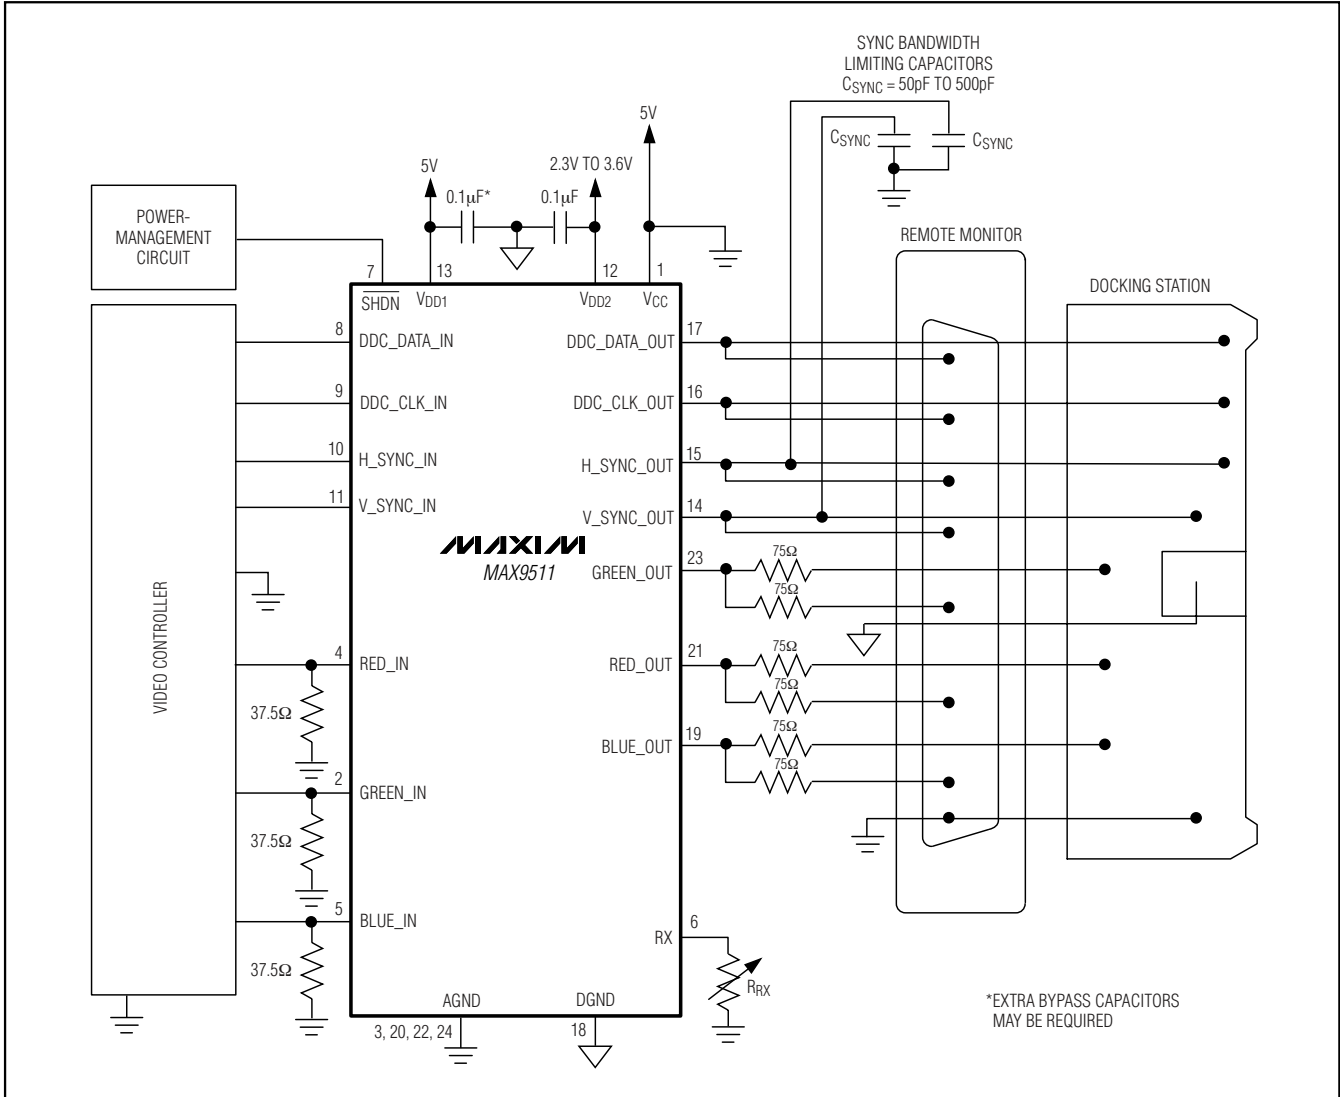 SYNC BANDWIDTH
LIMITING CAPACITORS
CSYNC = 50pF TO 500pF
5V
CSYNC
CSYNC
5V
2.3V TO 3.6V
0.1μF*
0.1μF
POWER-
MANAGEMENT
CIRCUIT
REMOTE MONITOR
DOCKING STATION
7
13
12
1
SHDN
VDD1
VDD2
VCC
8
DDC_DATA_IN
DDC_DATA_OUT
17
9
DDC_CLK_IN
DDC_CLK_OUT
16
10
H_SYNC_IN
H_SYNC_OUT
15
11
V_SYNC_IN
V_SYNC_OUT
14
MAXIM
MAX9511
GREEN_OUT
23
75Ω
75Ω
VIDEO CONTROLLER
4
RED_IN
RED_OUT
21
75Ω
75Ω
37.5Ω
BLUE_OUT
19
75Ω
75Ω
2
GREEN_IN
37.5Ω
5
BLUE_IN
37.5Ω
RX
6
RRX
AGND
DGND
3, 20, 22, 24
18
*EXTRA BYPASS CAPACITORS
MAY BE REQUIRED